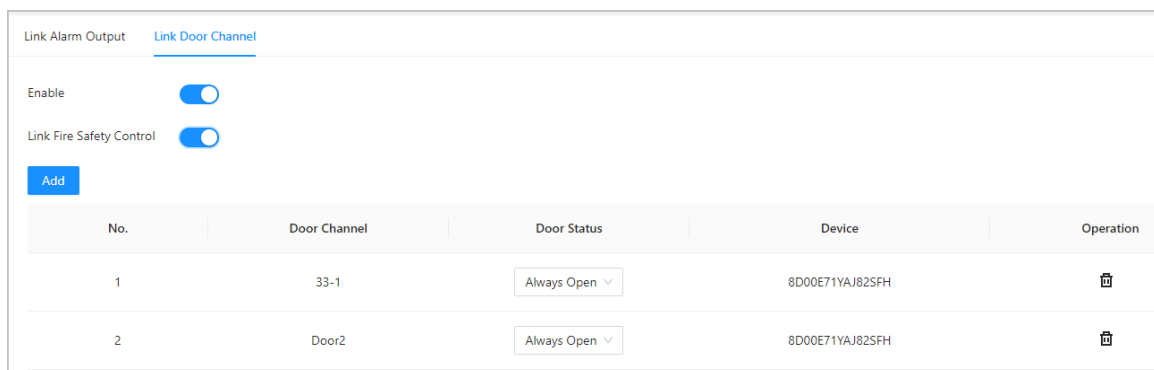 Link Alarm Output Link Door Channel
Enable
Link Fire Safety Control
Add
No. Door Channel Door Status Device Operation
1 33-1 Always Open 8D00E71YAJ82SFH
2 Door2 Always Open 8D00E71YAJ82SFH